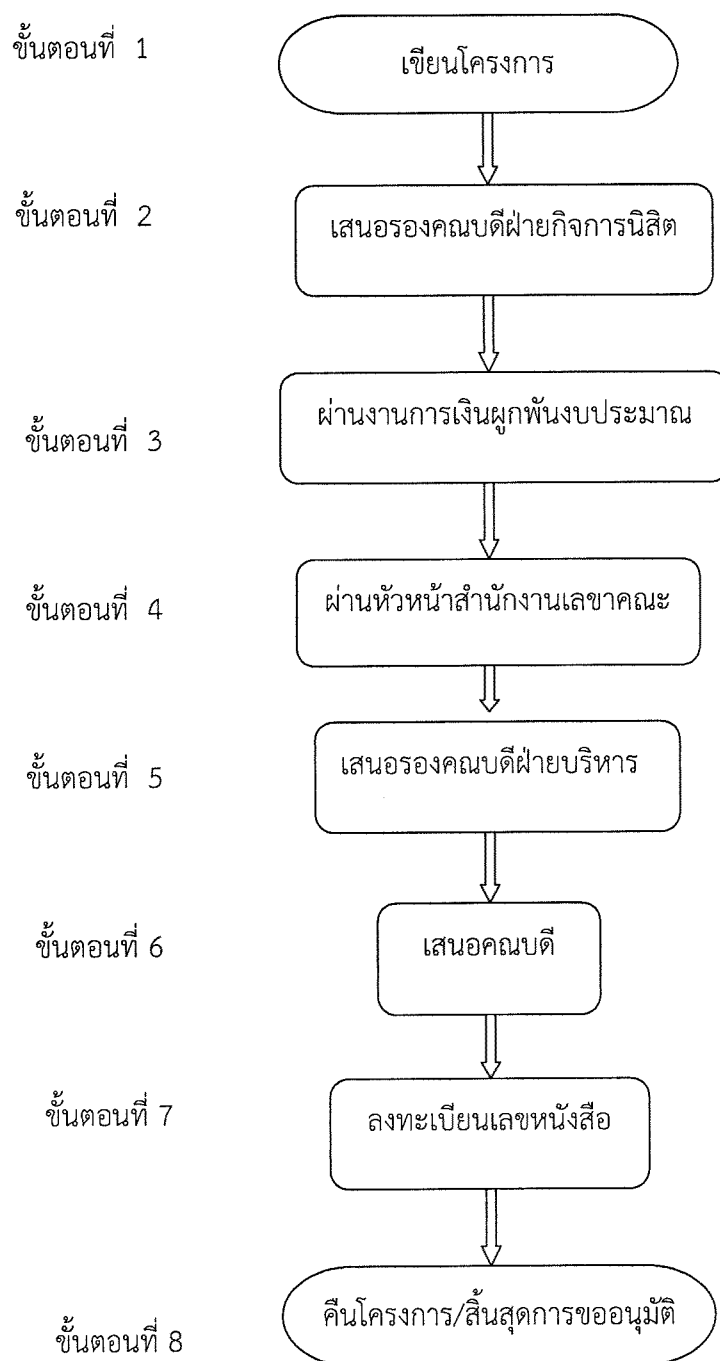 ขั้นตอนที่ 1
เขียนโครงการ
ขั้นตอนที่ 2
เสนอรองคณบดีฝ่ายกิจการนิสิต
ขั้นตอนที่ 3
ผ่านงานการเงินผูกพันงบประมาณ
ขั้นตอนที่ 4
ผ่านหัวหน้าสำนักงานเลขาคณะ
ขั้นตอนที่ 5
เสนอรองคณบดีฝ่ายบริหาร
ขั้นตอนที่ 6
เสนอคณบดี
ขั้นตอนที่ 7
ลงทะเบียนเลขหนังสือ
ขั้นตอนที่ 8
คืนโครงการ/สิ้นสุดการขออนุมัติ